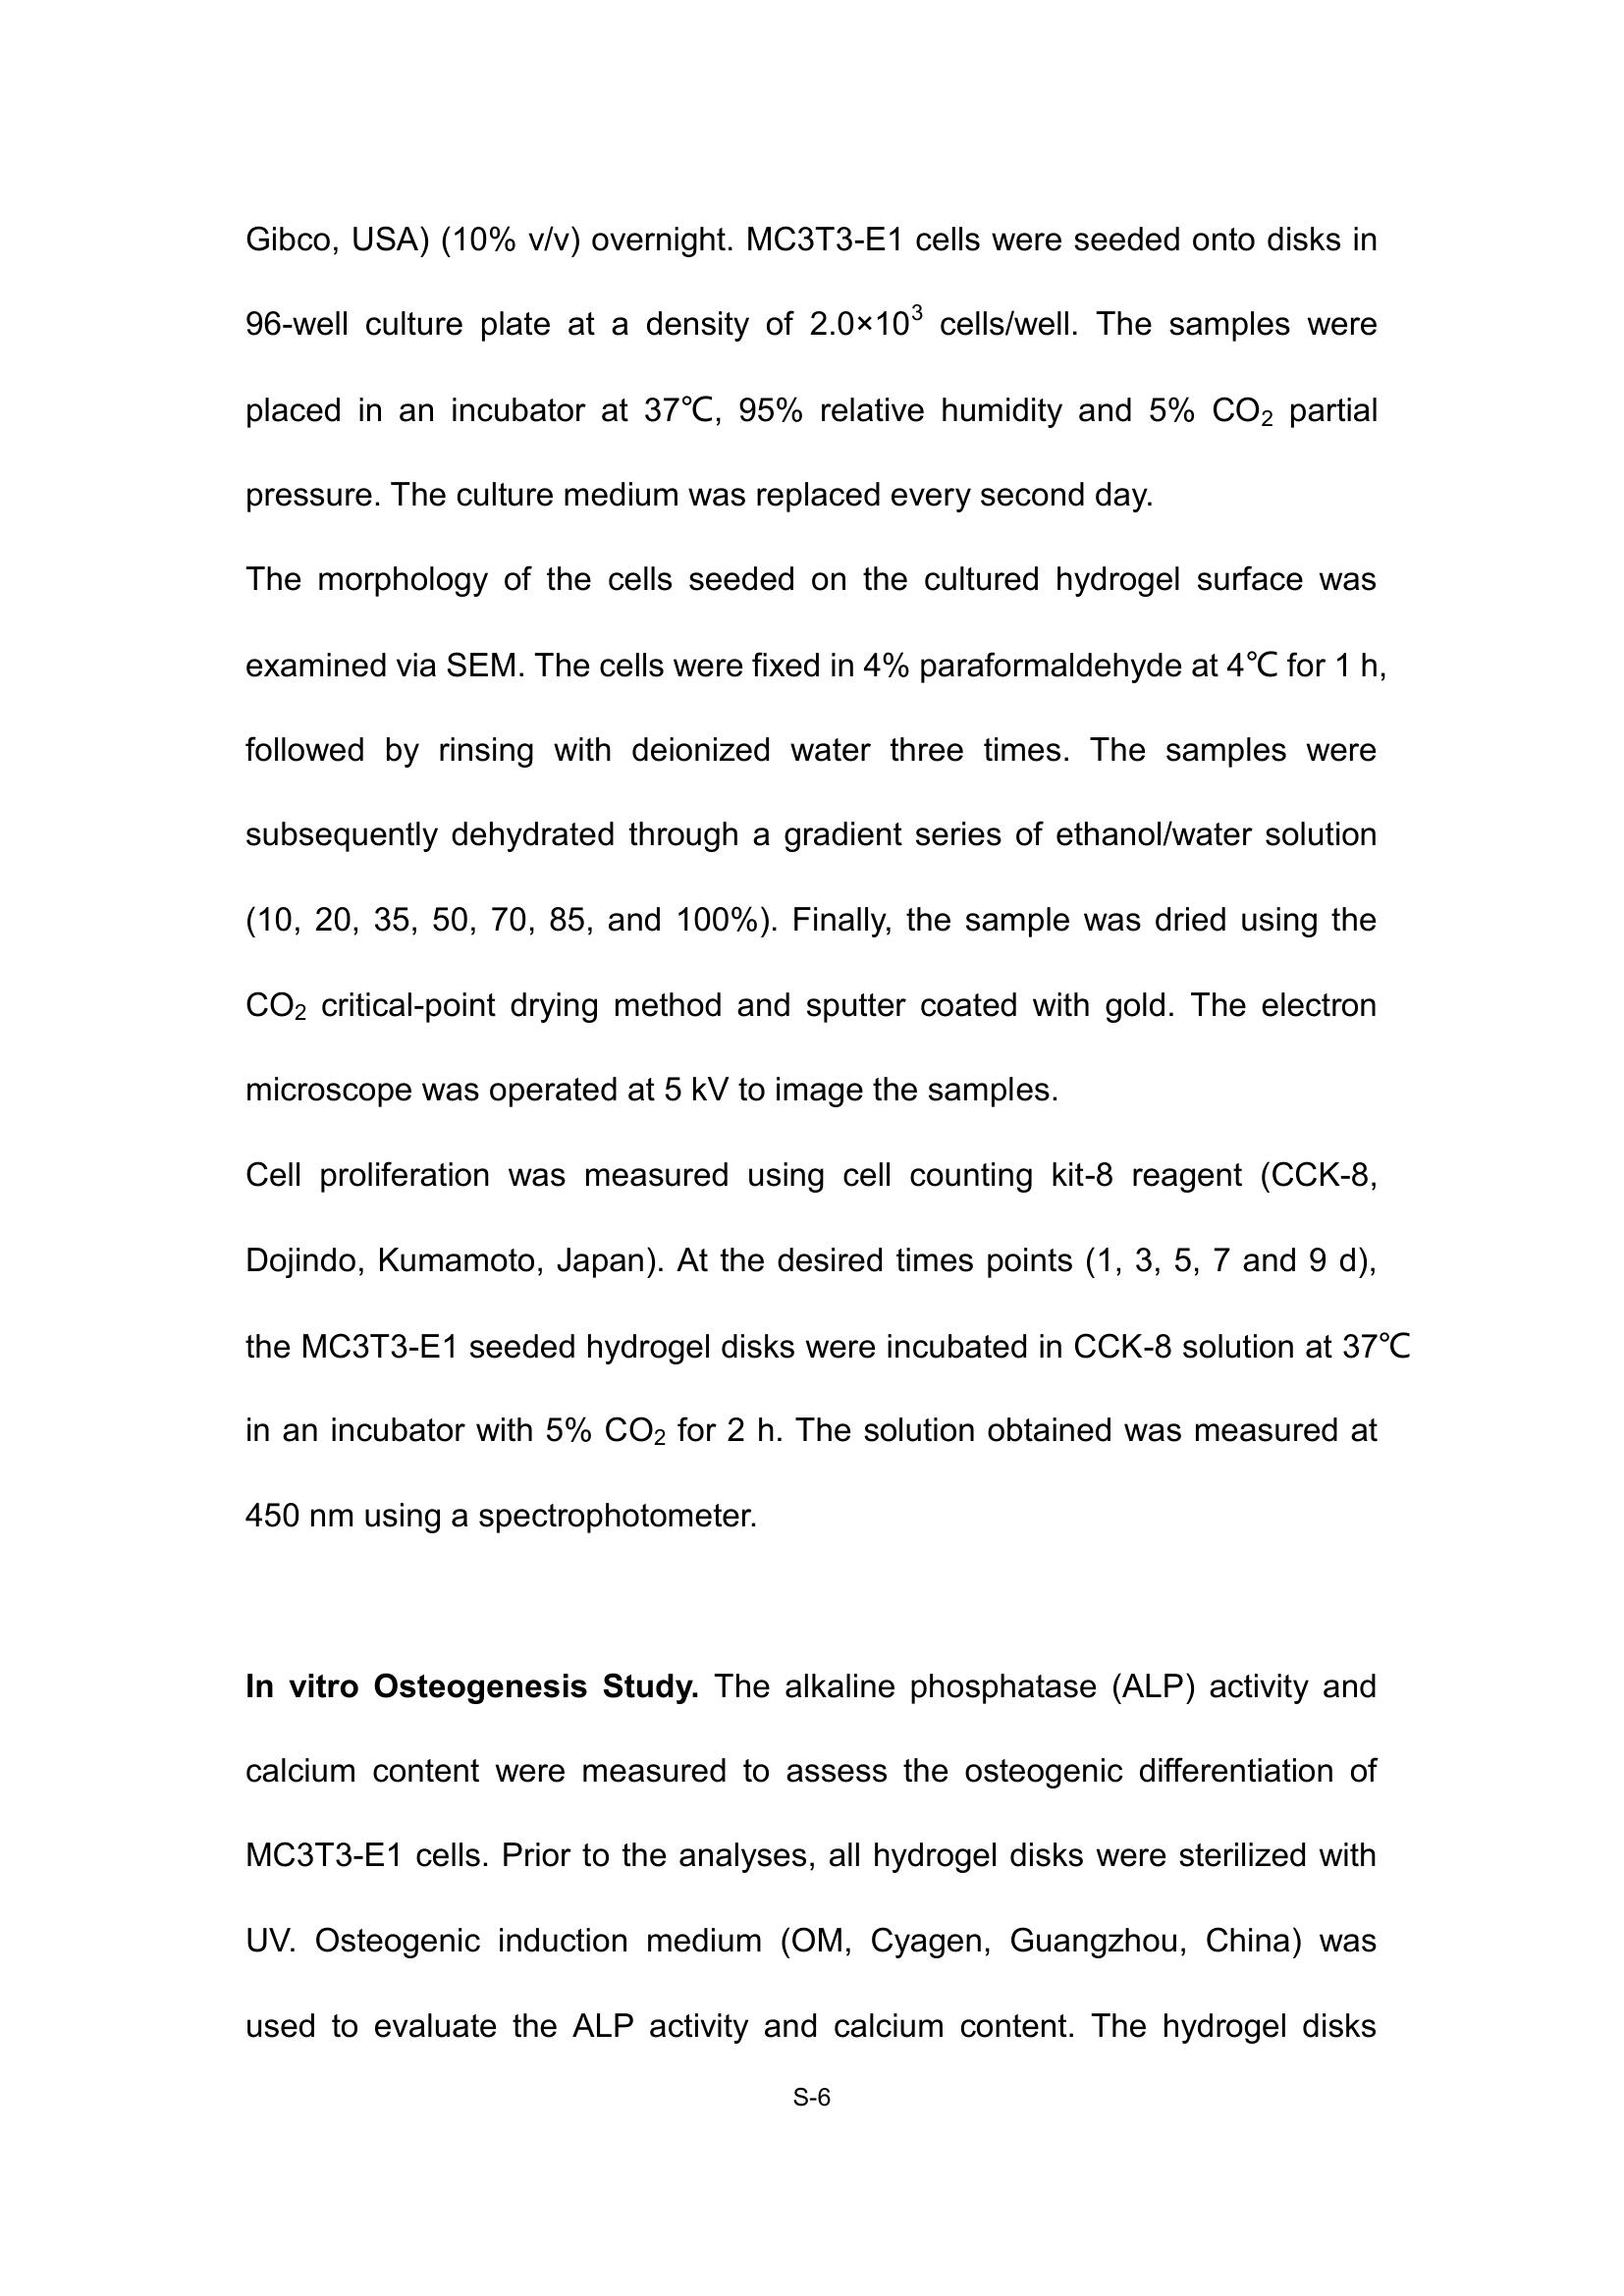 Gibco, USA) (10% v/v) overnight. MC3T3-E1 cells were seeded onto disks in
96-well culture plate at a density of 2.0×10³ cells/well. The samples were
placed in an incubator at 37℃, 95% relative humidity and 5% CO₂ partial
pressure. The culture medium was replaced every second day.
The morphology of the cells seeded on the cultured hydrogel surface was
examined via SEM. The cells were fixed in 4% paraformaldehyde at 4℃ for 1 h,
followed by rinsing with deionized water three times. The samples were
subsequently dehydrated through a gradient series of ethanol/water solution
(10, 20, 35, 50, 70, 85, and 100%). Finally, the sample was dried using the
CO₂ critical-point drying method and sputter coated with gold. The electron
microscope was operated at 5 kV to image the samples.
Cell proliferation was measured using cell counting kit-8 reagent (CCK-8,
Dojindo, Kumamoto, Japan). At the desired times points (1, 3, 5, 7 and 9 d),
the MC3T3-E1 seeded hydrogel disks were incubated in CCK-8 solution at 37℃
in an incubator with 5% CO₂ for 2 h. The solution obtained was measured at
450 nm using a spectrophotometer.
In vitro Osteogenesis Study. The alkaline phosphatase (ALP) activity and
calcium content were measured to assess the osteogenic differentiation of
MC3T3-E1 cells. Prior to the analyses, all hydrogel disks were sterilized with
UV. Osteogenic induction medium (OM, Cyagen, Guangzhou, China) was
used to evaluate the ALP activity and calcium content. The hydrogel disks
S-6